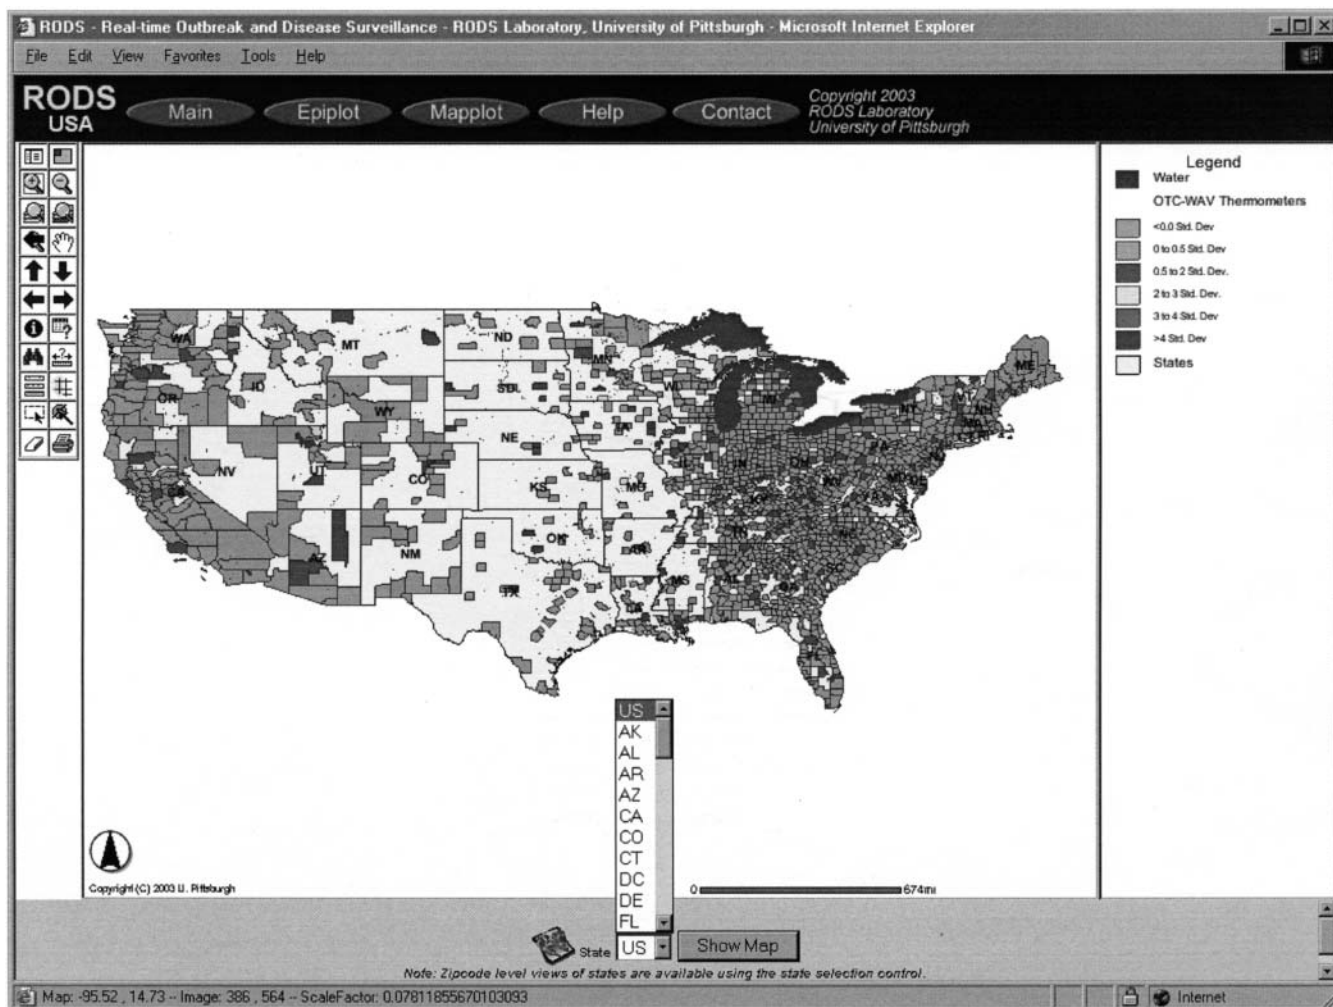 RODS - Real-time Outbreak and Disease Surveillance - RODS Laboratory, University of Pittsburgh - Microsoft Internet Explorer
File Edit View Favorites Tools Help
RODS
USA
Main Epiplot Mapplot Help Contact
Copyright 2003
RODS Laboratory
University of Pittsburgh
Legend
Water
OTC-WAV Thermometers
<0.0 Std. Dev
0 to 0.5 Std. Dev
0.5 to 2 Std. Dev.
2 to 3 Std. Dev.
3 to 4 Std. Dev
>4 Std. Dev
States
WA
MT
ND
MN
ME
ID
SD
WI
OR
WY
NY
NH
NE
IA
PA
NV
UT
CO
IL
IN
OH
WV
MD
KS
MO
KY
VA
CA
AZ
NM
OK
AR
TN
NC
SC
TX
MS
AL
GA
LA
FL
US
AK
AL
AR
AZ
CA
CO
CT
DC
DE
FL
Copyright (C) 2003 U. Pittsburgh
0 674mi
State US Show Map
Note: Zipcode level views of states are available using the state selection control.
Map: -95.52 , 14.73 -- Image: 386 , 564 -- ScaleFactor: 0.07811855670103093
Internet